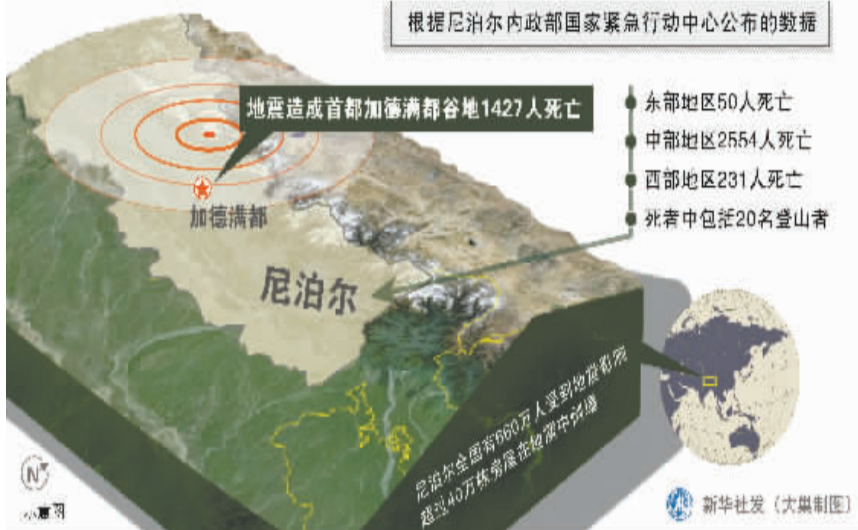 根据尼泊尔内政部国家紧急行动中心公布的数据
地震造成首都加德满都谷地1427人死亡
东部地区50人死亡
中部地区2554人死亡
西部地区231人死亡
死者中包括20名登山者
加德满都
尼泊尔
尼泊尔全国有660万人受到地震影响
超过40万栋房屋在地震中倒塌
N
示意图
新华社发（大巢制图）